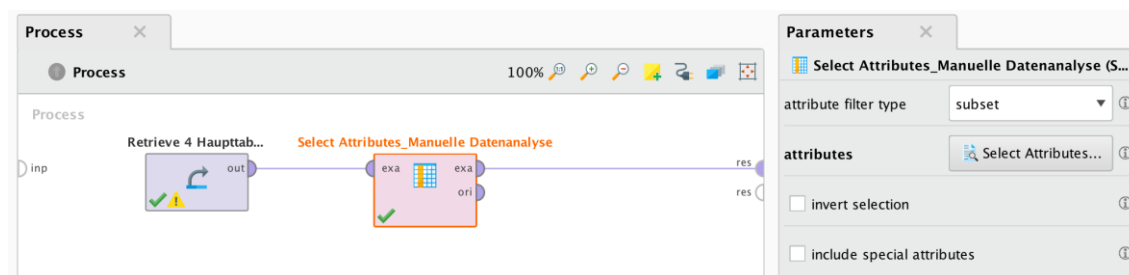 Process
Process
100%
Process
inp
Retrieve 4 Haupttab...
out
Select Attributes_Manuelle Datenanalyse
exa
exa
ori
res
res
Parameters
Select Attributes_Manuelle Datenanalyse (S...
attribute filter type
subset
attributes
Select Attributes...
invert selection
include special attributes